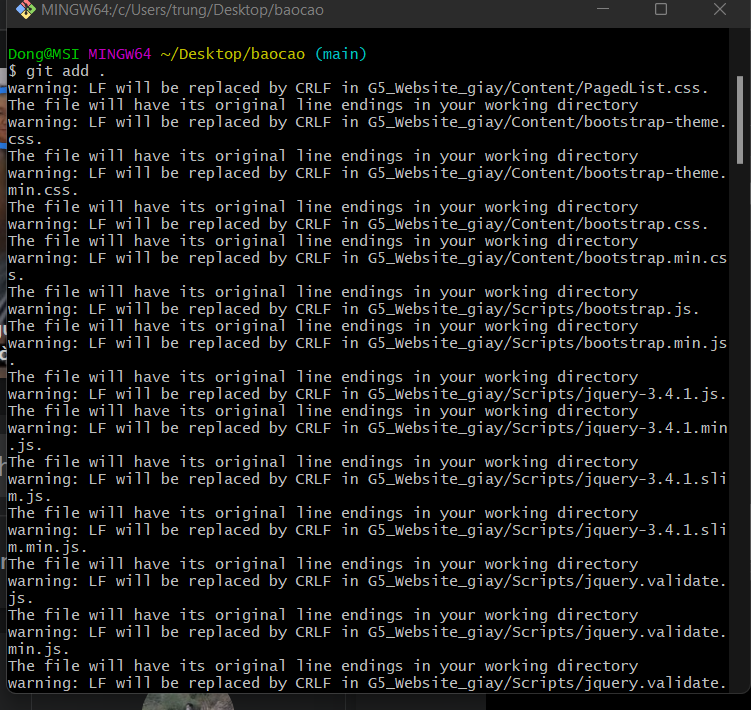 MINGW64:/c/Users/trung/Desktop/baocao
Dong@MSI MINGW64 ~/Desktop/baocao (main)
$ git add .
warning: LF will be replaced by CRLF in G5_Website_giay/Content/PagedList.css.
The file will have its original line endings in your working directory
warning: LF will be replaced by CRLF in G5_Website_giay/Content/bootstrap-theme.
css.
The file will have its original line endings in your working directory
warning: LF will be replaced by CRLF in G5_Website_giay/Content/bootstrap-theme.
min.css.
The file will have its original line endings in your working directory
warning: LF will be replaced by CRLF in G5_Website_giay/Content/bootstrap.css.
The file will have its original line endings in your working directory
warning: LF will be replaced by CRLF in G5_Website_giay/Content/bootstrap.min.cs
s.
The file will have its original line endings in your working directory
warning: LF will be replaced by CRLF in G5_Website_giay/Scripts/bootstrap.js.
The file will have its original line endings in your working directory
warning: LF will be replaced by CRLF in G5_Website_giay/Scripts/bootstrap.min.js
.
The file will have its original line endings in your working directory
warning: LF will be replaced by CRLF in G5_Website_giay/Scripts/jquery-3.4.1.js.
The file will have its original line endings in your working directory
warning: LF will be replaced by CRLF in G5_Website_giay/Scripts/jquery-3.4.1.min
.js.
The file will have its original line endings in your working directory
warning: LF will be replaced by CRLF in G5_Website_giay/Scripts/jquery-3.4.1.sli
m.js.
The file will have its original line endings in your working directory
warning: LF will be replaced by CRLF in G5_Website_giay/Scripts/jquery-3.4.1.sli
m.min.js.
The file will have its original line endings in your working directory
warning: LF will be replaced by CRLF in G5_Website_giay/Scripts/jquery.validate.
js.
The file will have its original line endings in your working directory
warning: LF will be replaced by CRLF in G5_Website_giay/Scripts/jquery.validate.
min.js.
The file will have its original line endings in your working directory
warning: LF will be replaced by CRLF in G5_Website_giay/Scripts/jquery.validate.